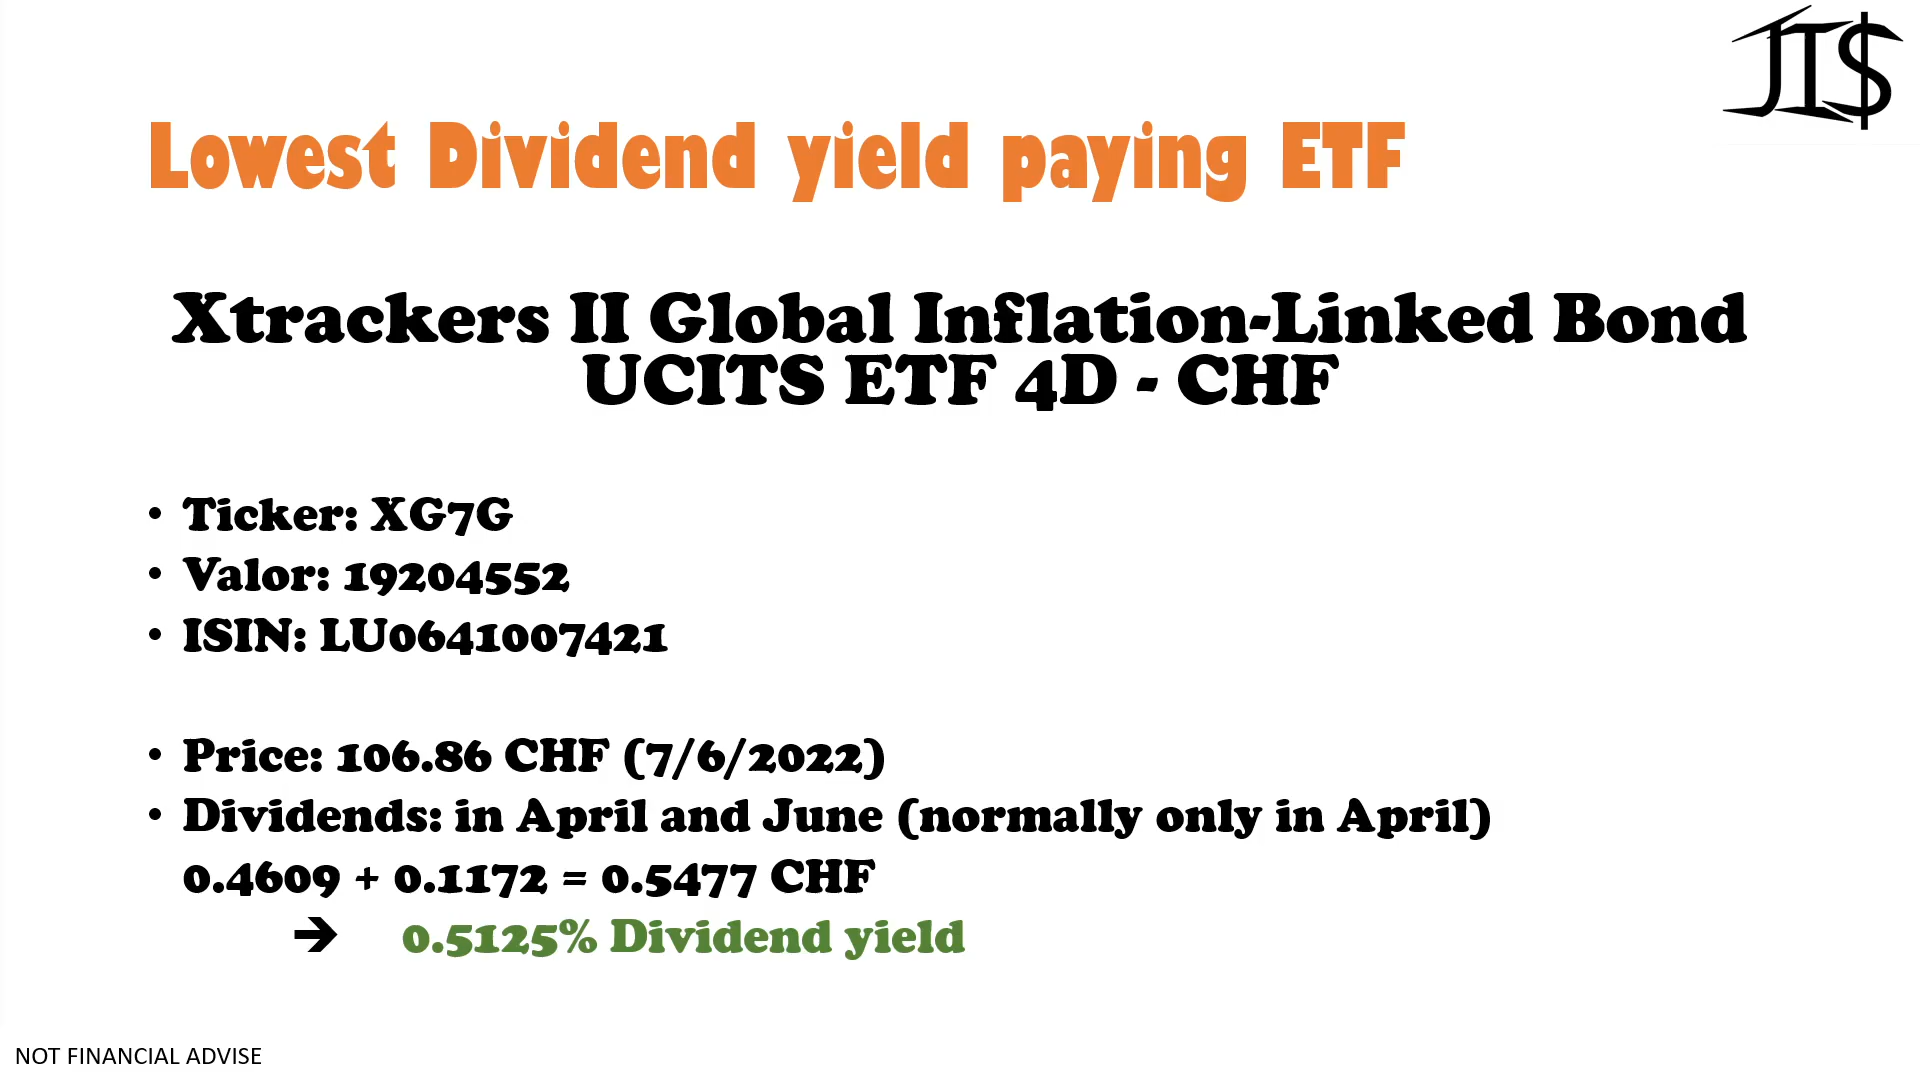 JI$
Lowest Dividend yield paying ETF
Xtrackers II Global Inflation-Linked Bond
UCITS ETF 4D - CHF
• Ticker: XG7G
• Valor: 19204552
• ISIN: LU0641007421
• Price: 106.86 CHF (7/6/2022)
• Dividends: in April and June (normally only in April)
0.4609 + 0.1172 = 0.5477 CHF
→ 0.5125% Dividend yield
NOT FINANCIAL ADVISE